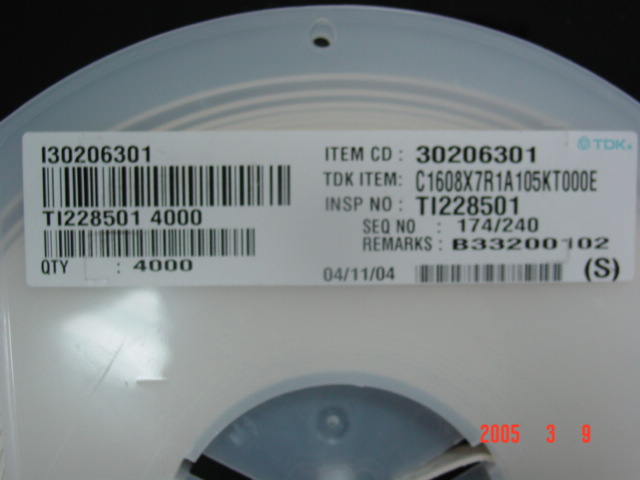 I30206301
TI228501 4000
QTY : 4000
TDK
ITEM CD : 30206301
TDK ITEM: C1608X7R1A105KT000E
INSP NO : TI228501
SEQ NO : 174/240
REMARKS : B33200102
04/11/04 (S)
2005 3 9